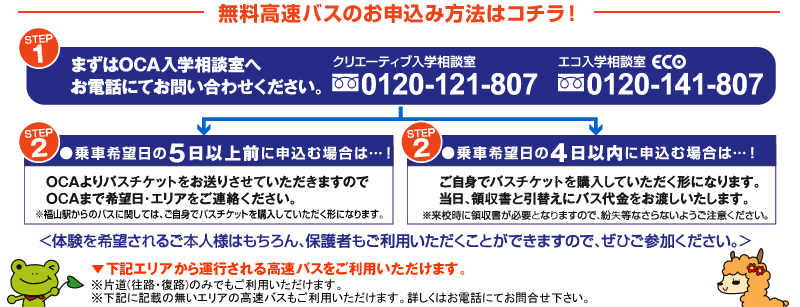 無料高速バスのお申込み方法はコチラ！
STEP 1
まずはOCA入学相談室へ
お電話にてお問い合わせください。
クリエーティブ入学相談室
0120-121-807
エコ入学相談室 eco
0120-141-807
STEP 2
●乗車希望日の5日以上前に申込む場合は…！
OCAよりバスチケットをお送りさせていただきますので
OCAまで希望日・エリアをご連絡ください。
※福山駅からのバスに関しては、ご自身でバスチケットを購入していただく形になります。
STEP 2
●乗車希望日の4日以内に申込む場合は…！
ご自身でバスチケットを購入していただく形になります。
当日、領収書と引替えにバス代金をお渡しいたします。
※来校時に領収書が必要となりますので、紛失等なさらないようご注意ください。
＜体験を希望されるご本人様はもちろん、保護者もご利用いただくことができますので、ぜひご参加ください。＞
▼下記エリアから運行される高速バスをご利用いただけます。
※片道（往路・復路）のみでもご利用いただけます。
※下記に記載の無いエリアの高速バスもご利用いただけます。詳しくはお電話にてお問合せ下さい。